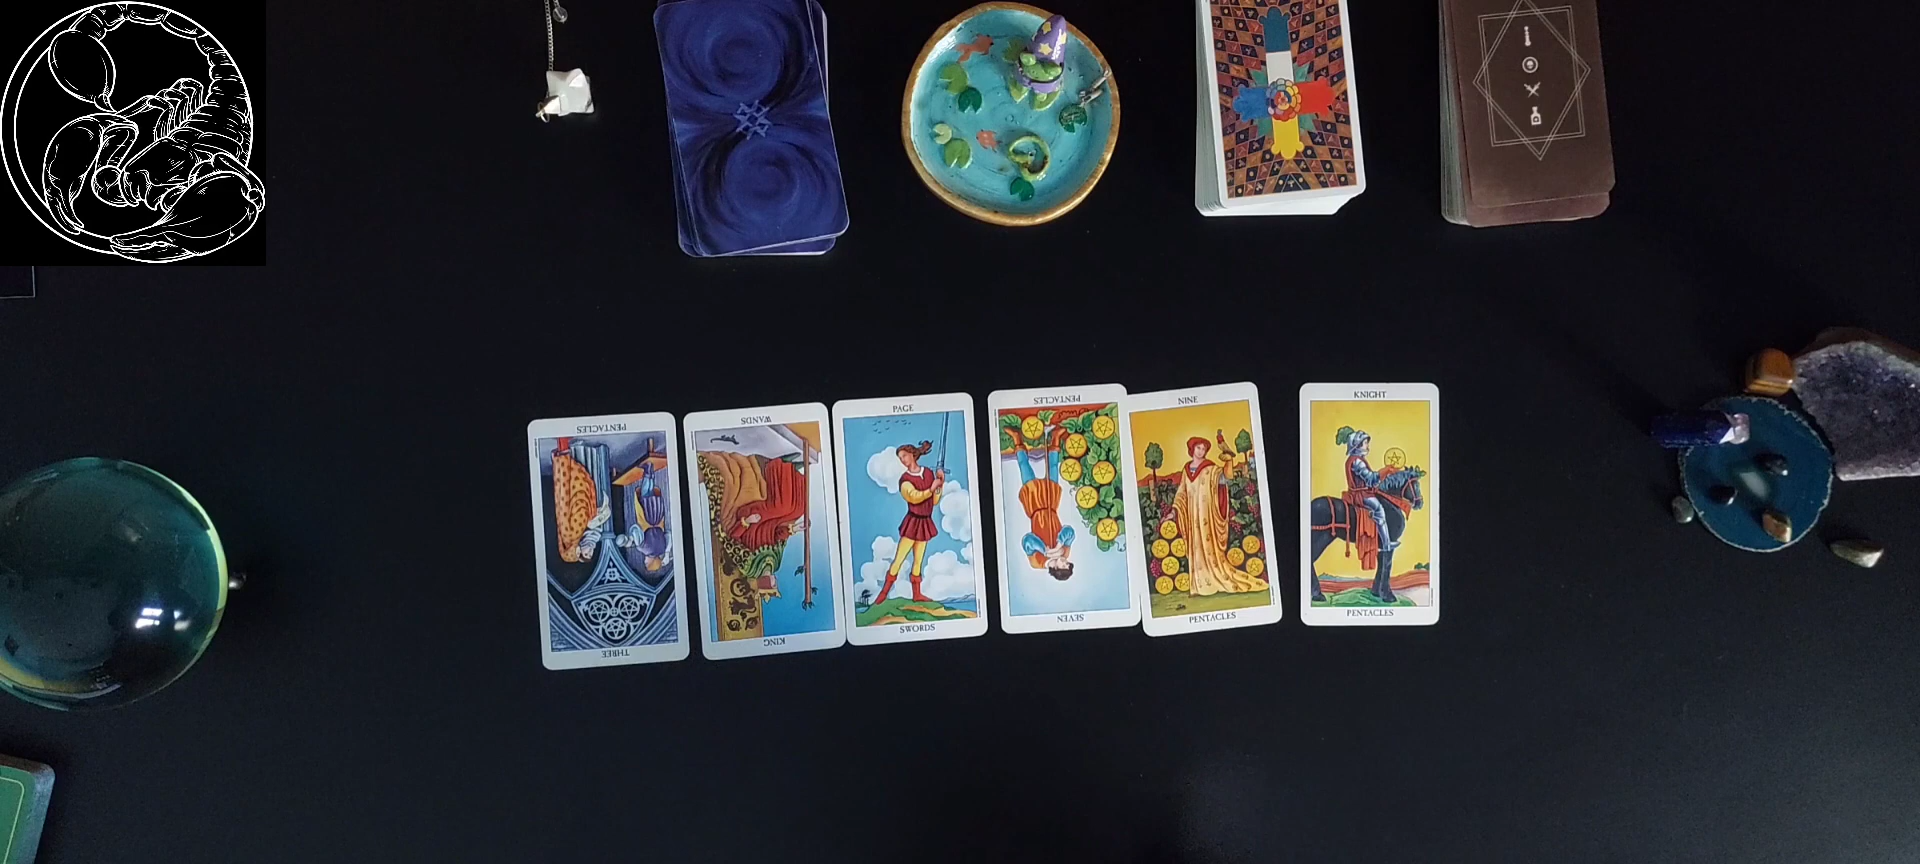 PENTACLES
THREE
WANDS
KING
PAGE
SWORDS
PENTACLES
SEVEN
NINE
PENTACLES
KNIGHT
PENTACLES